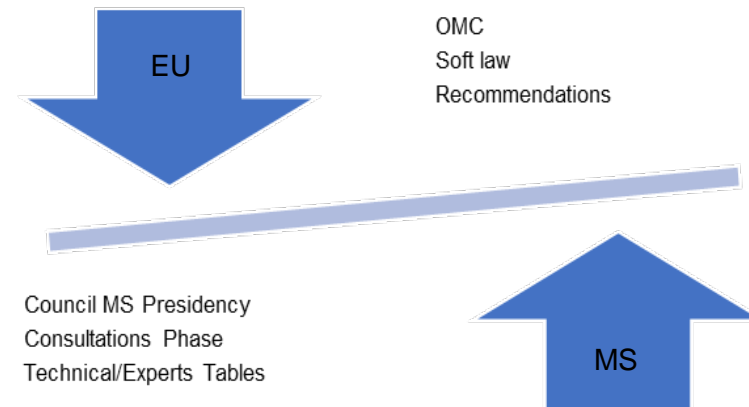 EU
OMC
Soft law
Recommendations
Council MS Presidency
Consultations Phase
Technical/Experts Tables
MS